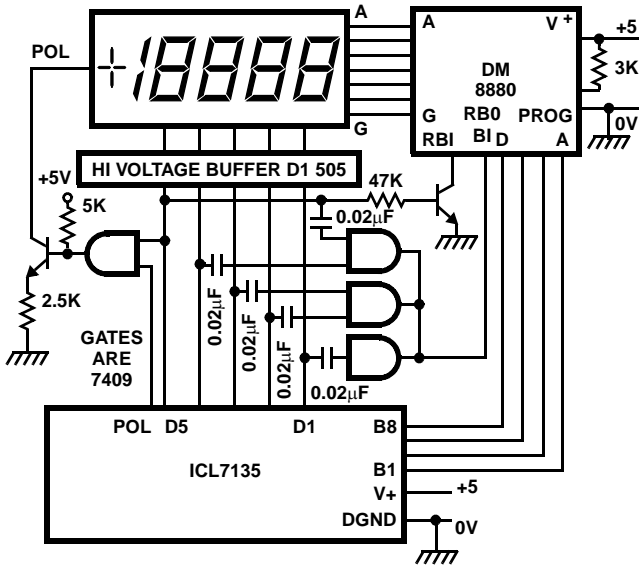 A
POL
18888
G
A
V+
+5
DM
8880
3K
G
RB0
PROG
0V
RBI
BI
D
A
HI VOLTAGE BUFFER D1 505
+5V
47K
5K
0.02μF
2.5K
0.02μF
0.02μF
0.02μF
0.02μF
GATES
ARE
7409
POL
D5
D1
B8
ICL7135
B1
V+
+5
DGND
0V